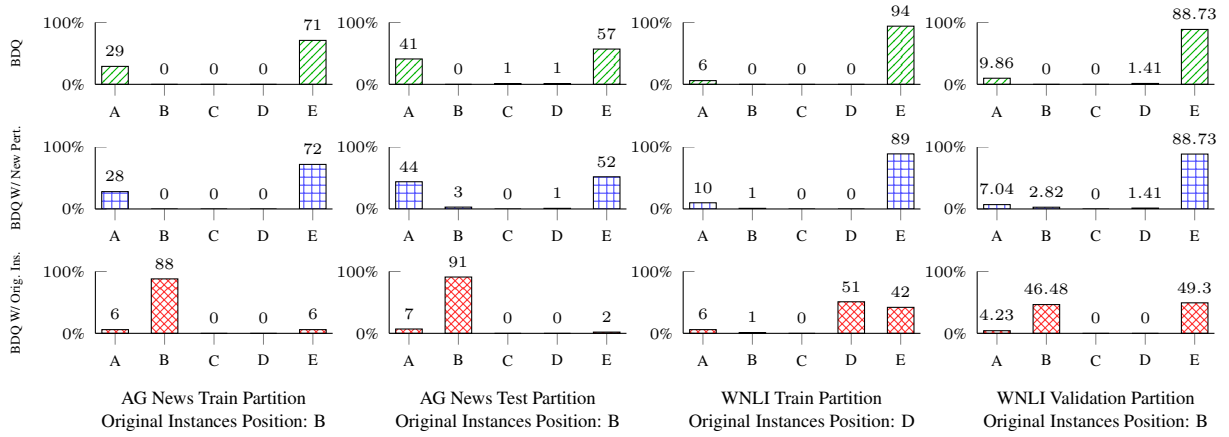 BDQ
100% 100% 100% 100%
29 0 0 0 71 41 0 1 1 57 6 0 0 0 94 9.86 0 0 1.41 88.73
0% 0% 0% 0%
A B C D E A B C D E A B C D E A B C D E
BDQ W/ New Pert.
100% 100% 100% 100%
28 0 0 0 72 44 3 0 1 52 10 1 0 0 89 7.04 2.82 0 1.41 88.73
0% 0% 0% 0%
A B C D E A B C D E A B C D E A B C D E
BDQ W/ Orig. Ins.
100% 100% 100% 100%
6 88 0 0 6 7 91 0 0 2 6 1 0 51 42 4.23 46.48 0 0 49.3
0% 0% 0% 0%
A B C D E A B C D E A B C D E A B C D E
AG News Train Partition AG News Test Partition WNLI Train Partition WNLI Validation Partition
Original Instances Position: B Original Instances Position: B Original Instances Position: D Original Instances Position: B